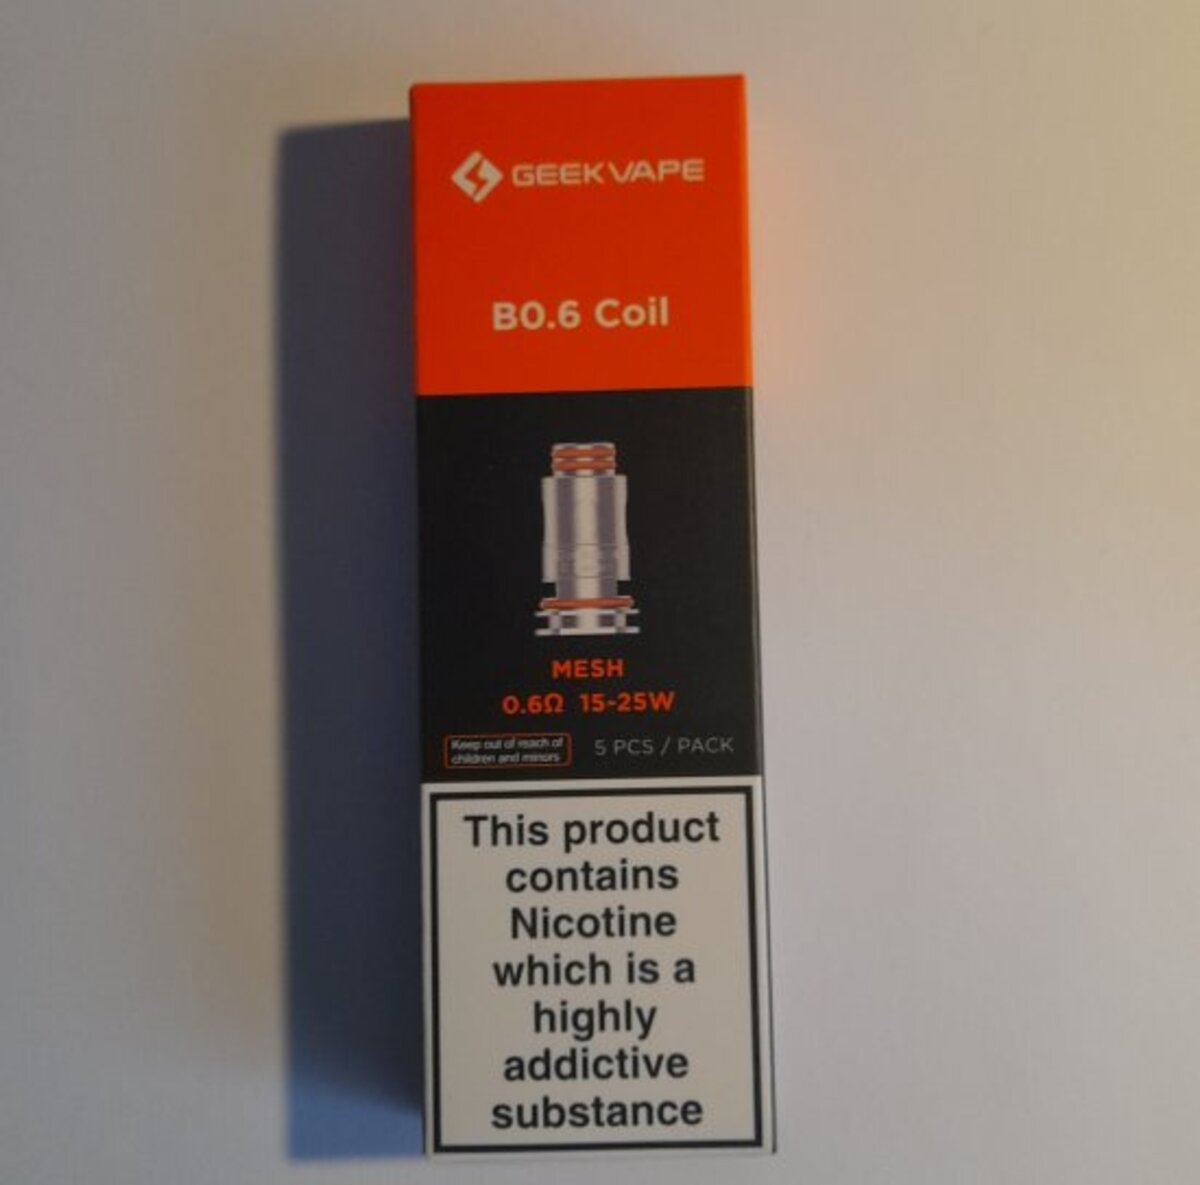 GEEKVAPE
B0.6 Coil
MESH
0.6Ω 15-25W
Keep out of reach of
children and minors
5 PCS / PACK
This product
contains
Nicotine
which is a
highly
addictive
substance